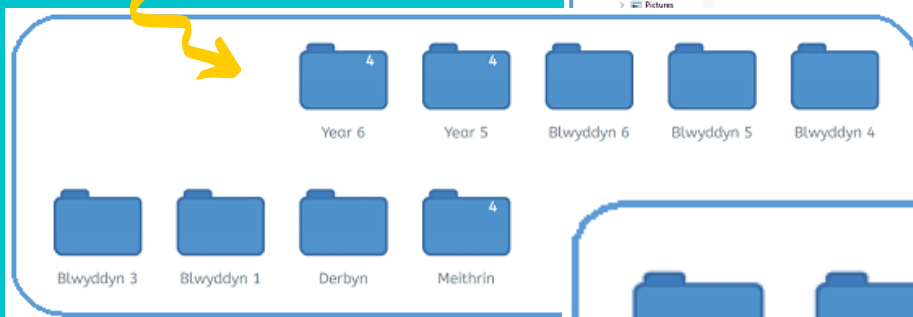 Pictures
4 4
Year 6 Year 5 Blwyddyn 6 Blwyddyn 5 Blwyddyn 4
4
Blwyddyn 3 Blwyddyn 1 Derbyn Meithrin